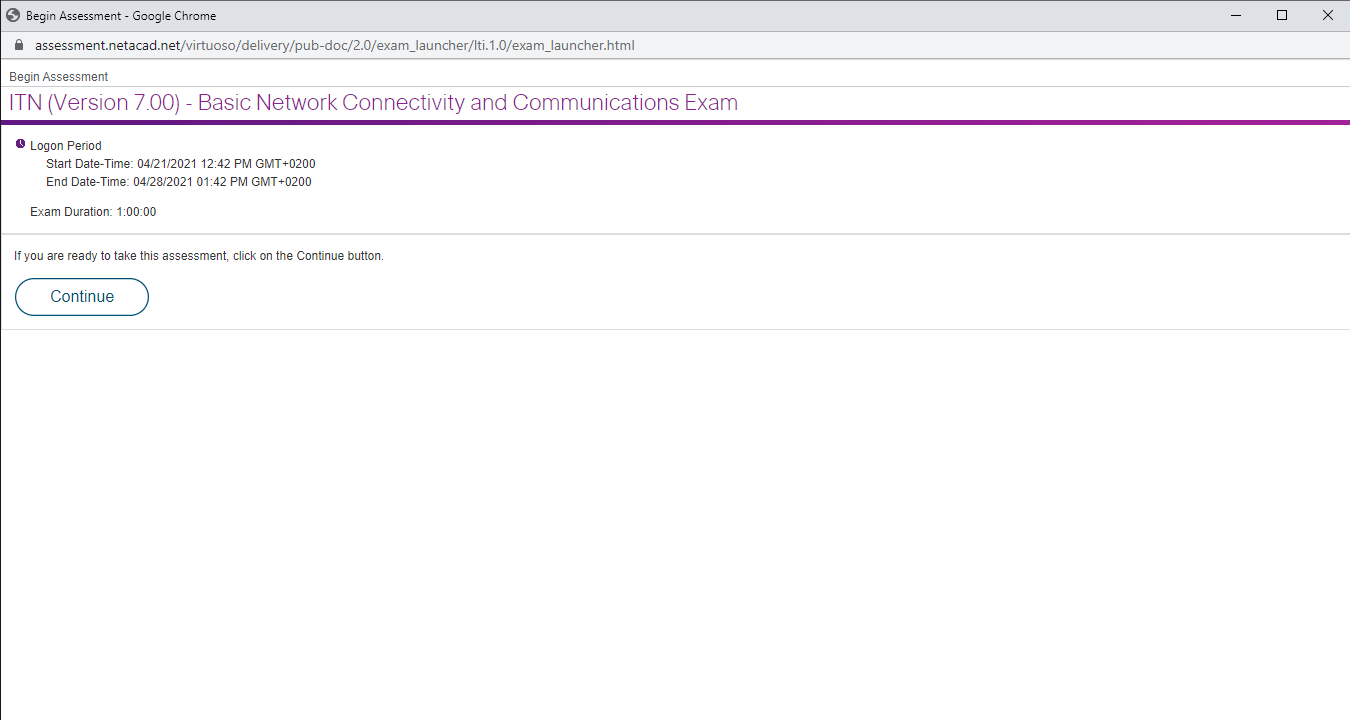 Begin Assessment - Google Chrome
assessment.netacad.net/virtuoso/delivery/pub-doc/2.0/exam_launcher/lti.1.0/exam_launcher.html
Begin Assessment
ITN (Version 7.00) - Basic Network Connectivity and Communications Exam
Logon Period
Start Date-Time: 04/21/2021 12:42 PM GMT+0200
End Date-Time: 04/28/2021 01:42 PM GMT+0200
Exam Duration: 1:00:00
If you are ready to take this assessment, click on the Continue button.
Continue